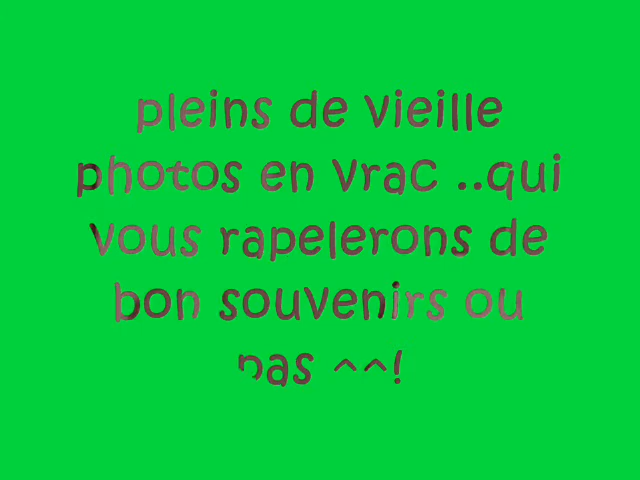 pleins de vieille
photos en vrac ..qui
vous rapelerons de
bon souvenirs ou
pas ^^!